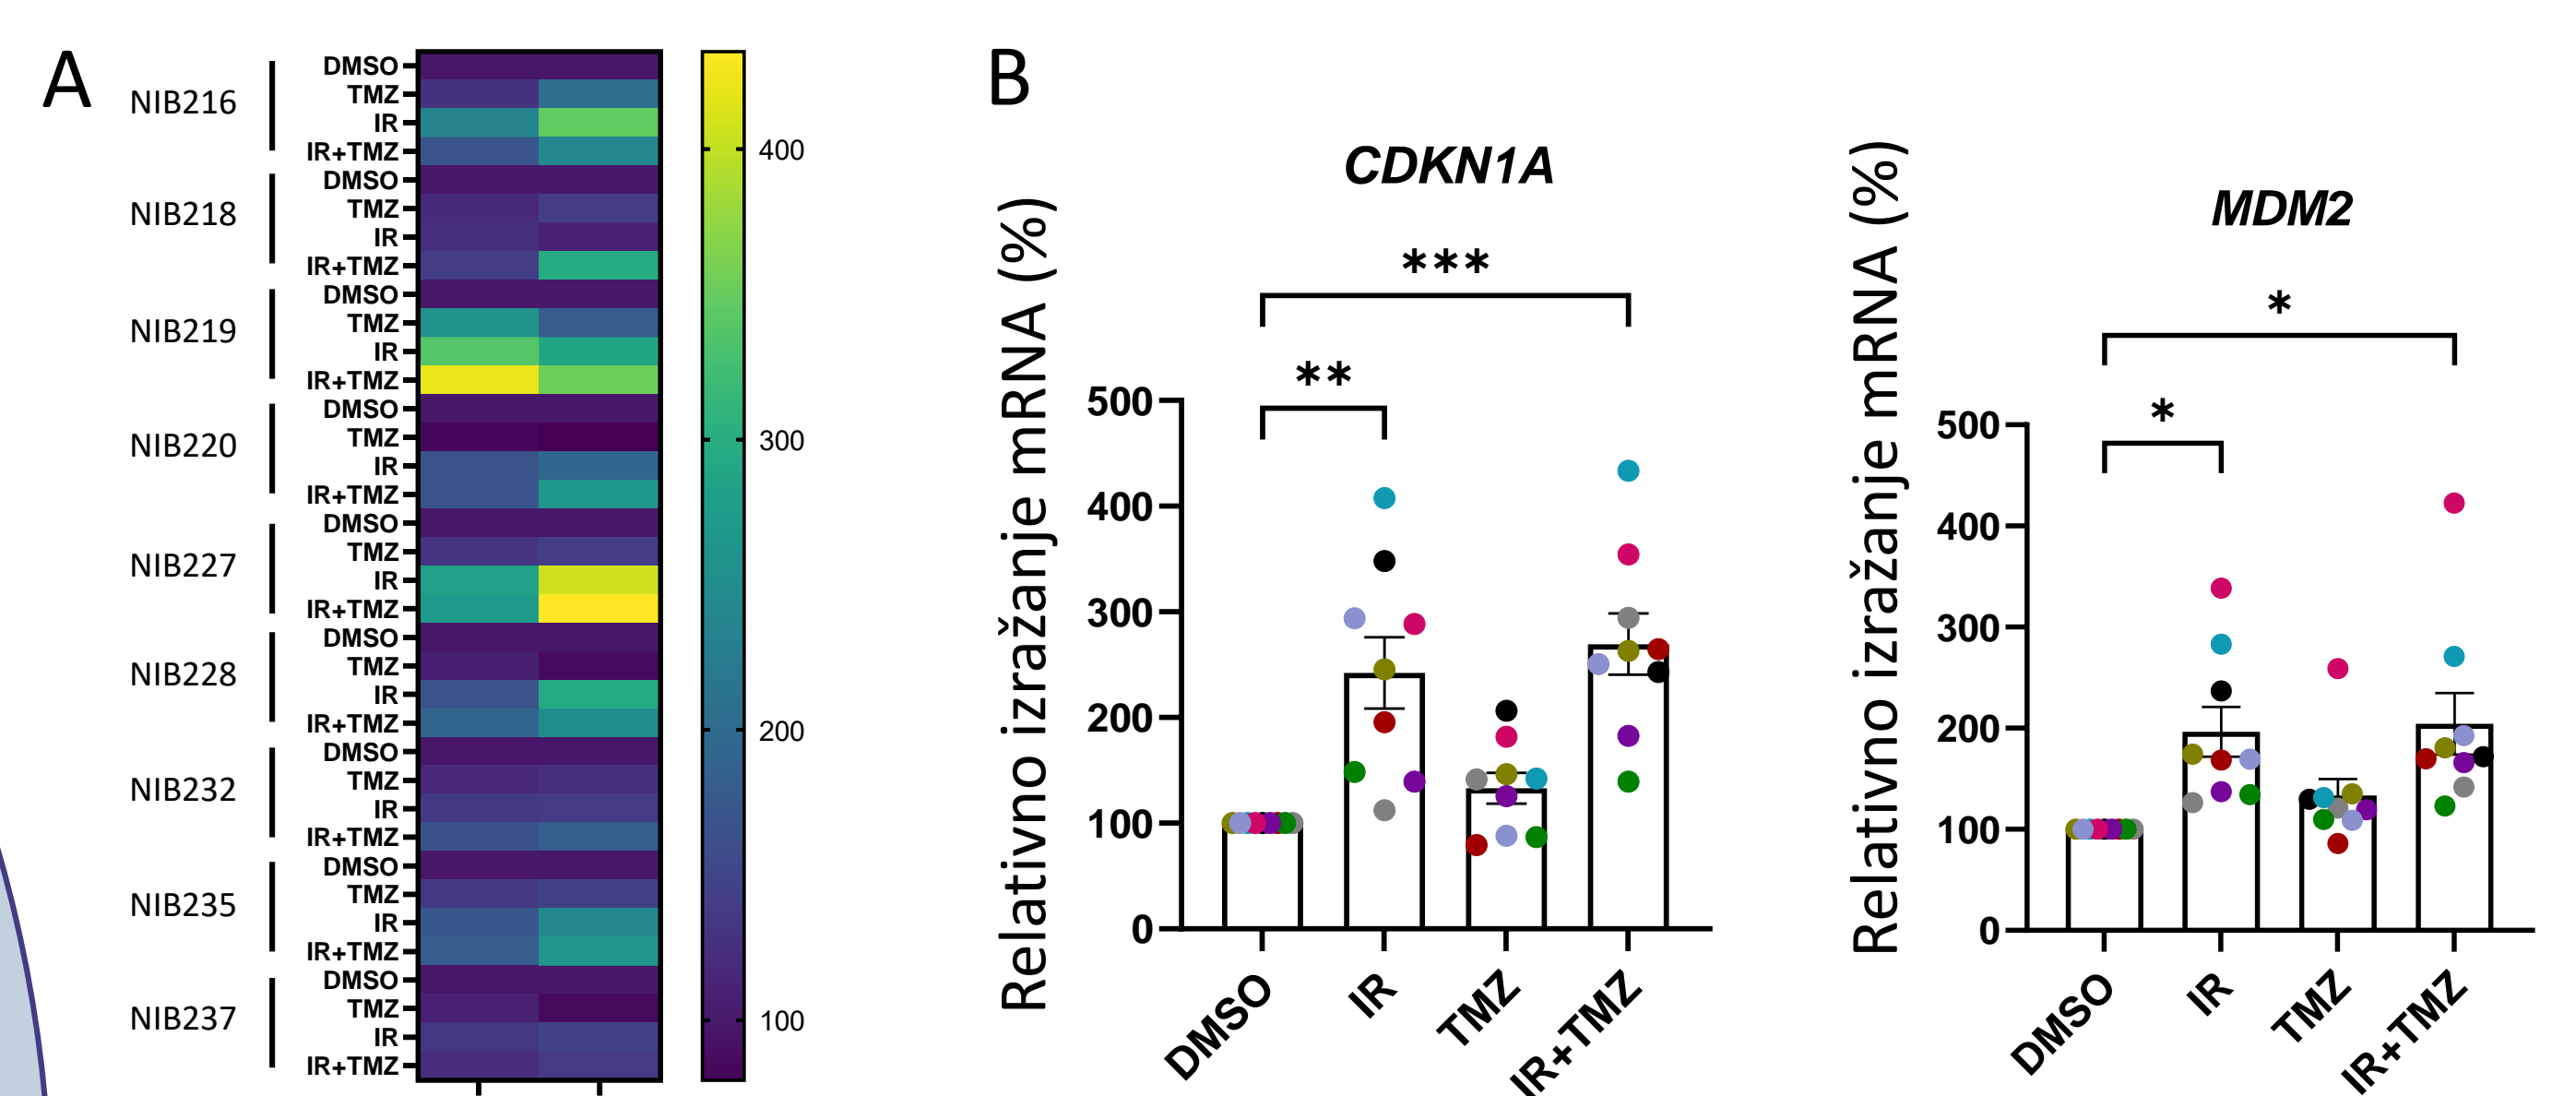 A
NIB216
DMSO
TMZ
IR
IR+TMZ
NIB218
DMSO
TMZ
IR
IR+TMZ
NIB219
DMSO
TMZ
IR
IR+TMZ
NIB220
DMSO
TMZ
IR
IR+TMZ
NIB227
DMSO
TMZ
IR
IR+TMZ
NIB228
DMSO
TMZ
IR
IR+TMZ
NIB232
DMSO
TMZ
IR
IR+TMZ
NIB235
DMSO
TMZ
IR
IR+TMZ
NIB237
DMSO
TMZ
IR
IR+TMZ
400
300
200
100
B
CDKN1A
Relativno izražanje mRNA (%)
***
**
500
400
300
200
100
0
DMSO
IR
TMZ
IR+TMZ
MDM2
Relativno izražanje mRNA (%)
*
*
500
400
300
200
100
0
DMSO
IR
TMZ
IR+TMZ